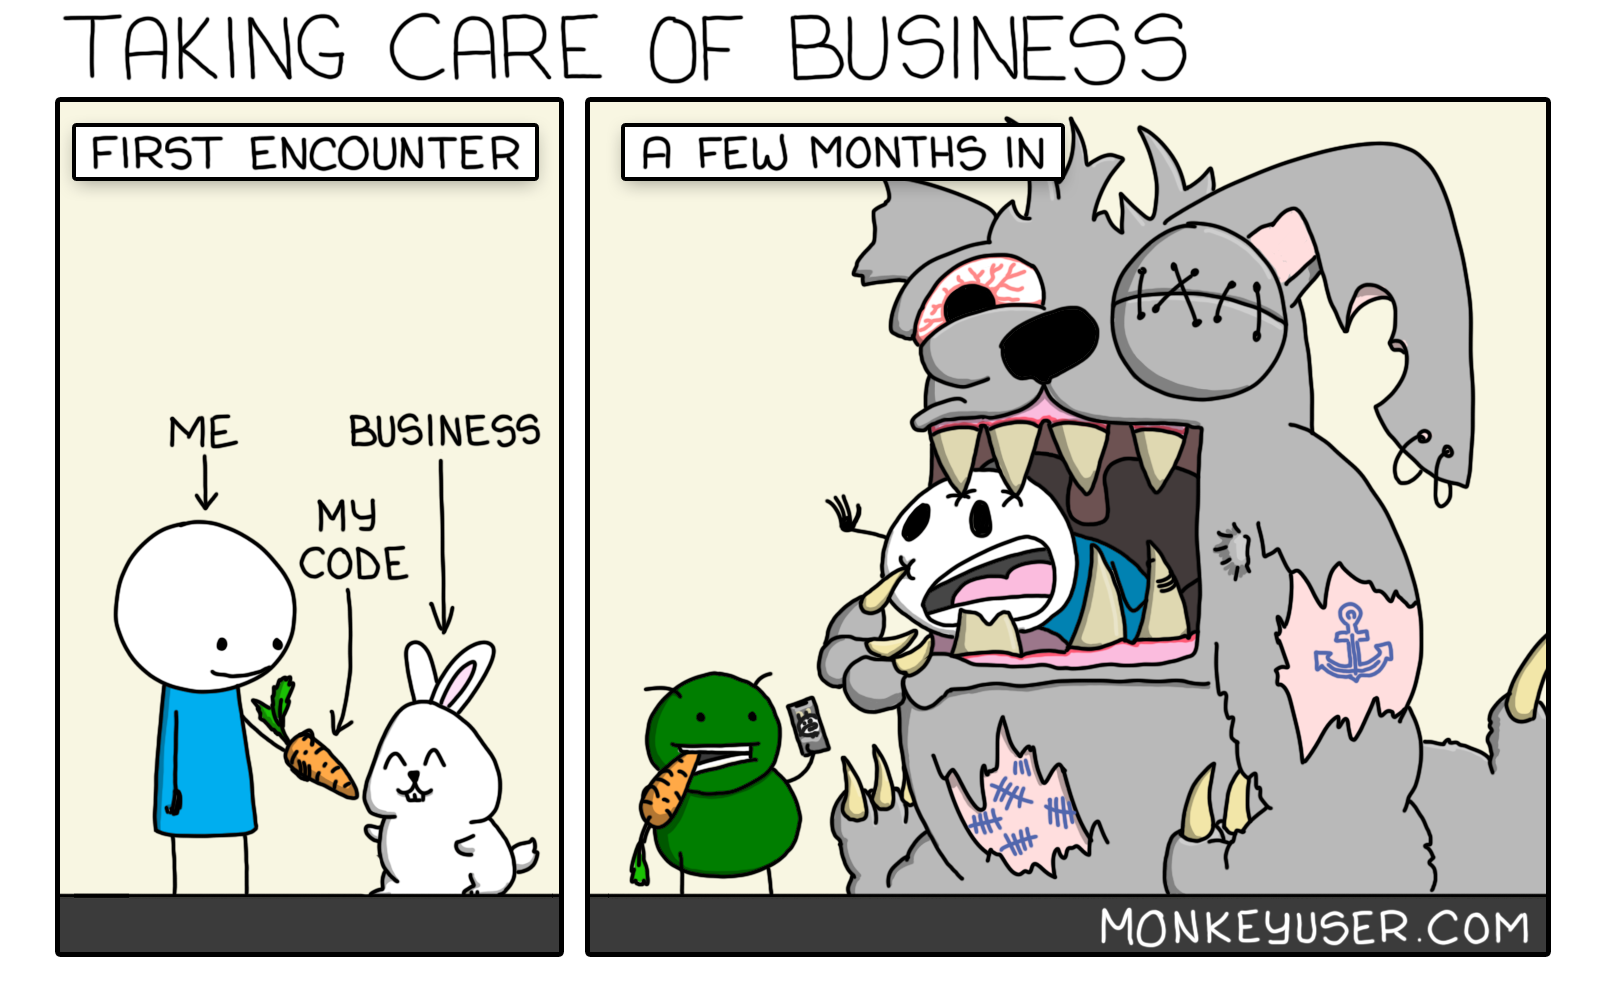 TAKING CARE OF BUSINESS
FIRST ENCOUNTER
ME
BUSINESS
MY
CODE
A FEW MONTHS IN
MONKEYUSER.COM